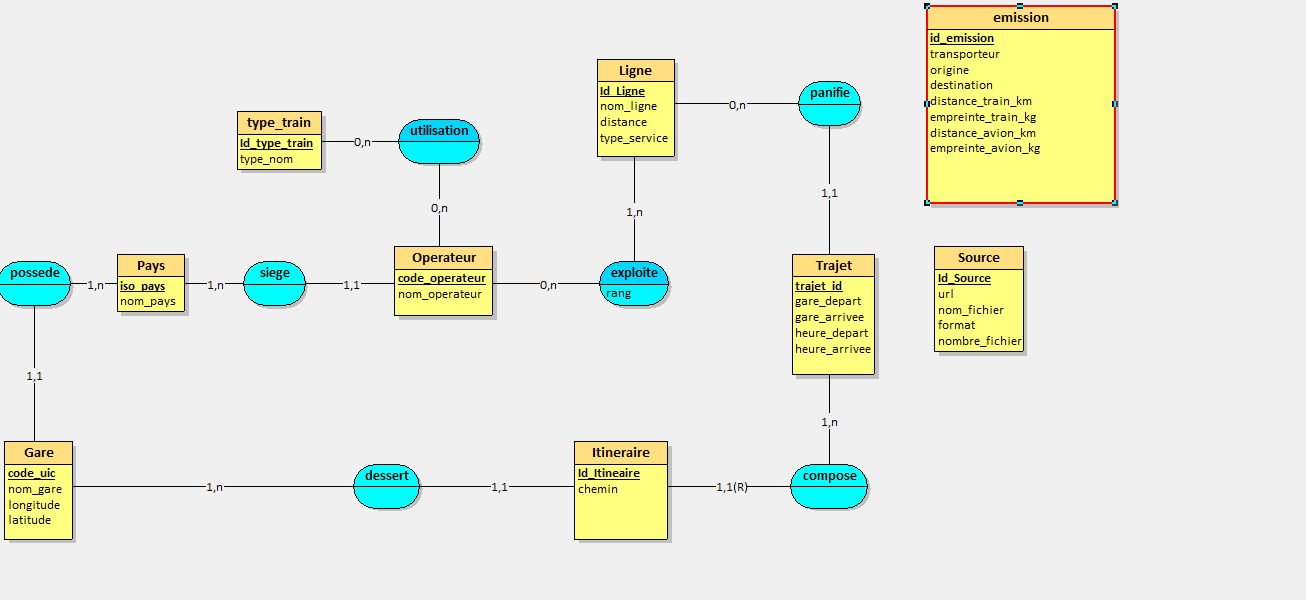 emission
id_emission
transporteur
origine
destination
distance_train_km
empreinte_train_kg
distance_avion_km
empreinte_avion_kg
Ligne
Id_Ligne
nom_ligne
distance
type_service
0,n
panifie
type_train
Id_type_train
type_nom
0,n
utilisation
0,n
1,n
1,1
possede
1,n
Pays
iso_pays
nom_pays
1,n
siege
1,1
Operateur
code_operateur
nom_operateur
0,n
exploite
rang
Trajet
trajet_id
gare_depart
gare_arrivee
heure_depart
heure_arrivee
Source
Id_Source
url
nom_fichier
format
nombre_fichier
1,1
1,n
Gare
code_uic
nom_gare
longitude
latitude
1,n
dessert
1,1
Itineraire
Id_Itineaire
chemin
1,1(R)
compose